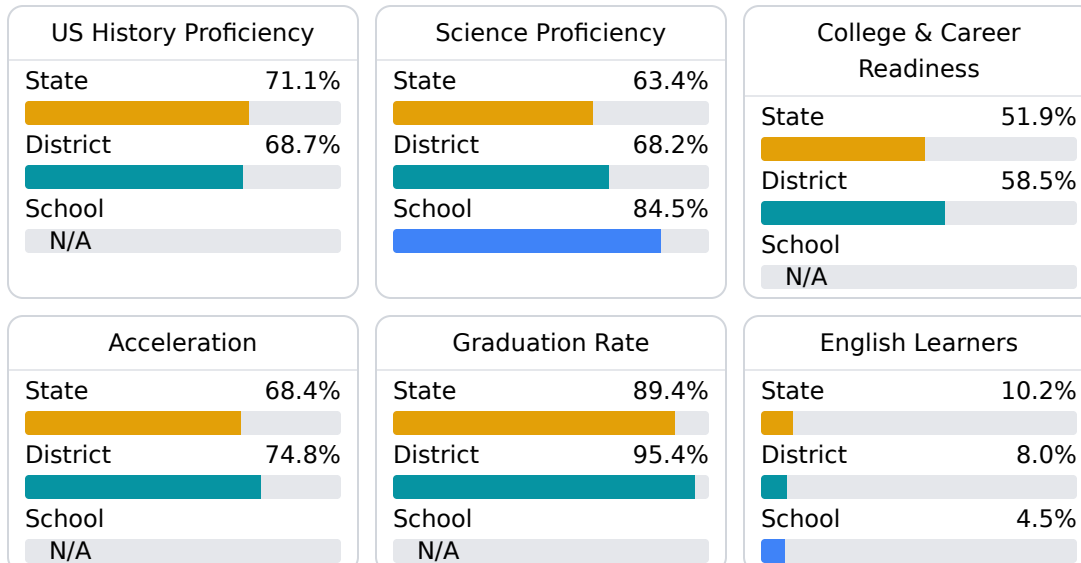 US History Proficiency
State 71.1%
District 68.7%
School
N/A
Science Proficiency
State 63.4%
District 68.2%
School 84.5%
College & Career
Readiness
State 51.9%
District 58.5%
School
N/A
Acceleration
State 68.4%
District 74.8%
School
N/A
Graduation Rate
State 89.4%
District 95.4%
School
N/A
English Learners
State 10.2%
District 8.0%
School 4.5%